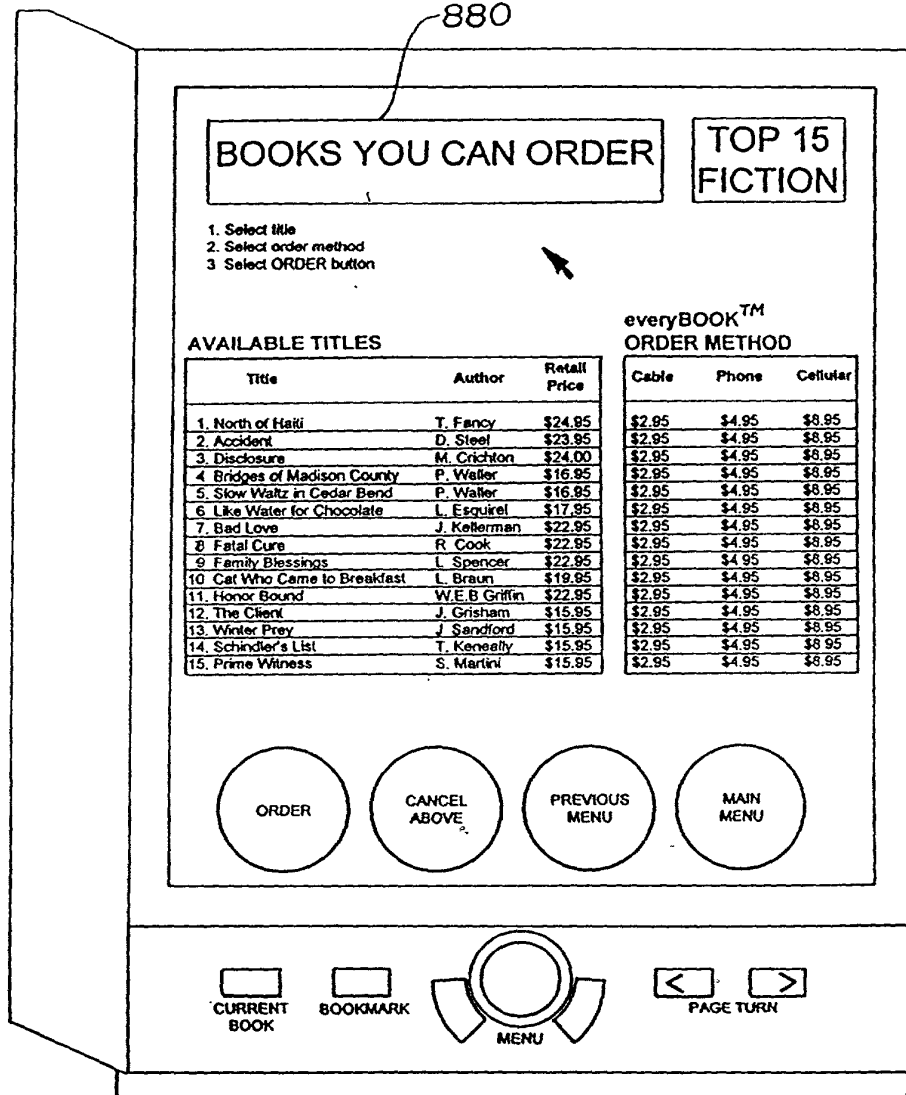 880
BOOKS YOU CAN ORDER
TOP 15
FICTION
1. Select title
2. Select order method
3 Select ORDER button
everyBOOK™
AVAILABLE TITLES
ORDER METHOD
Title Author Retail Price
Cable Phone Cellular
1. North of Haiti T. Fancy $24.95 $2.95 $4.95 $8.95
2. Accident D. Steel $23.95 $2.95 $4.95 $8.95
3. Disclosure M. Crichton $24.00 $2.95 $4.95 $8.95
4 Bridges of Madison County P. Waller $16.95 $2.95 $4.95 $8.95
5. Slow Waltz in Cedar Bend P. Waller $16.95 $2.95 $4.95 $8.95
6 Like Water for Chocolate L. Esquirel $17.95 $2.95 $4.95 $8.95
7. Bad Love J. Kellerman $22.95 $2.95 $4.95 $8.95
8 Fatal Cure R Cook $22.95 $2.95 $4.95 $8.95
9 Family Blessings L Spencer $22.95 $2.95 $4.95 $8.95
10 Cat Who Came to Breakfast L. Braun $19.95 $2.95 $4.95 $8.95
11. Honor Bound W.E.B Griffin $22.95 $2.95 $4.95 $8.95
12. The Client J. Grisham $15.95 $2.95 $4.95 $8.95
13. Winter Prey J Sandford $15.95 $2.95 $4.95 $8.95
14. Schindler's List T. Keneally $15.95 $2.95 $4.95 $8.95
15. Prime Witness S. Martini $15.95 $2.95 $4.95 $8.95
ORDER
CANCEL
ABOVE
PREVIOUS
MENU
MAIN
MENU
< >
CURRENT
BOOK
BOOKMARK
MENU
PAGE TURN